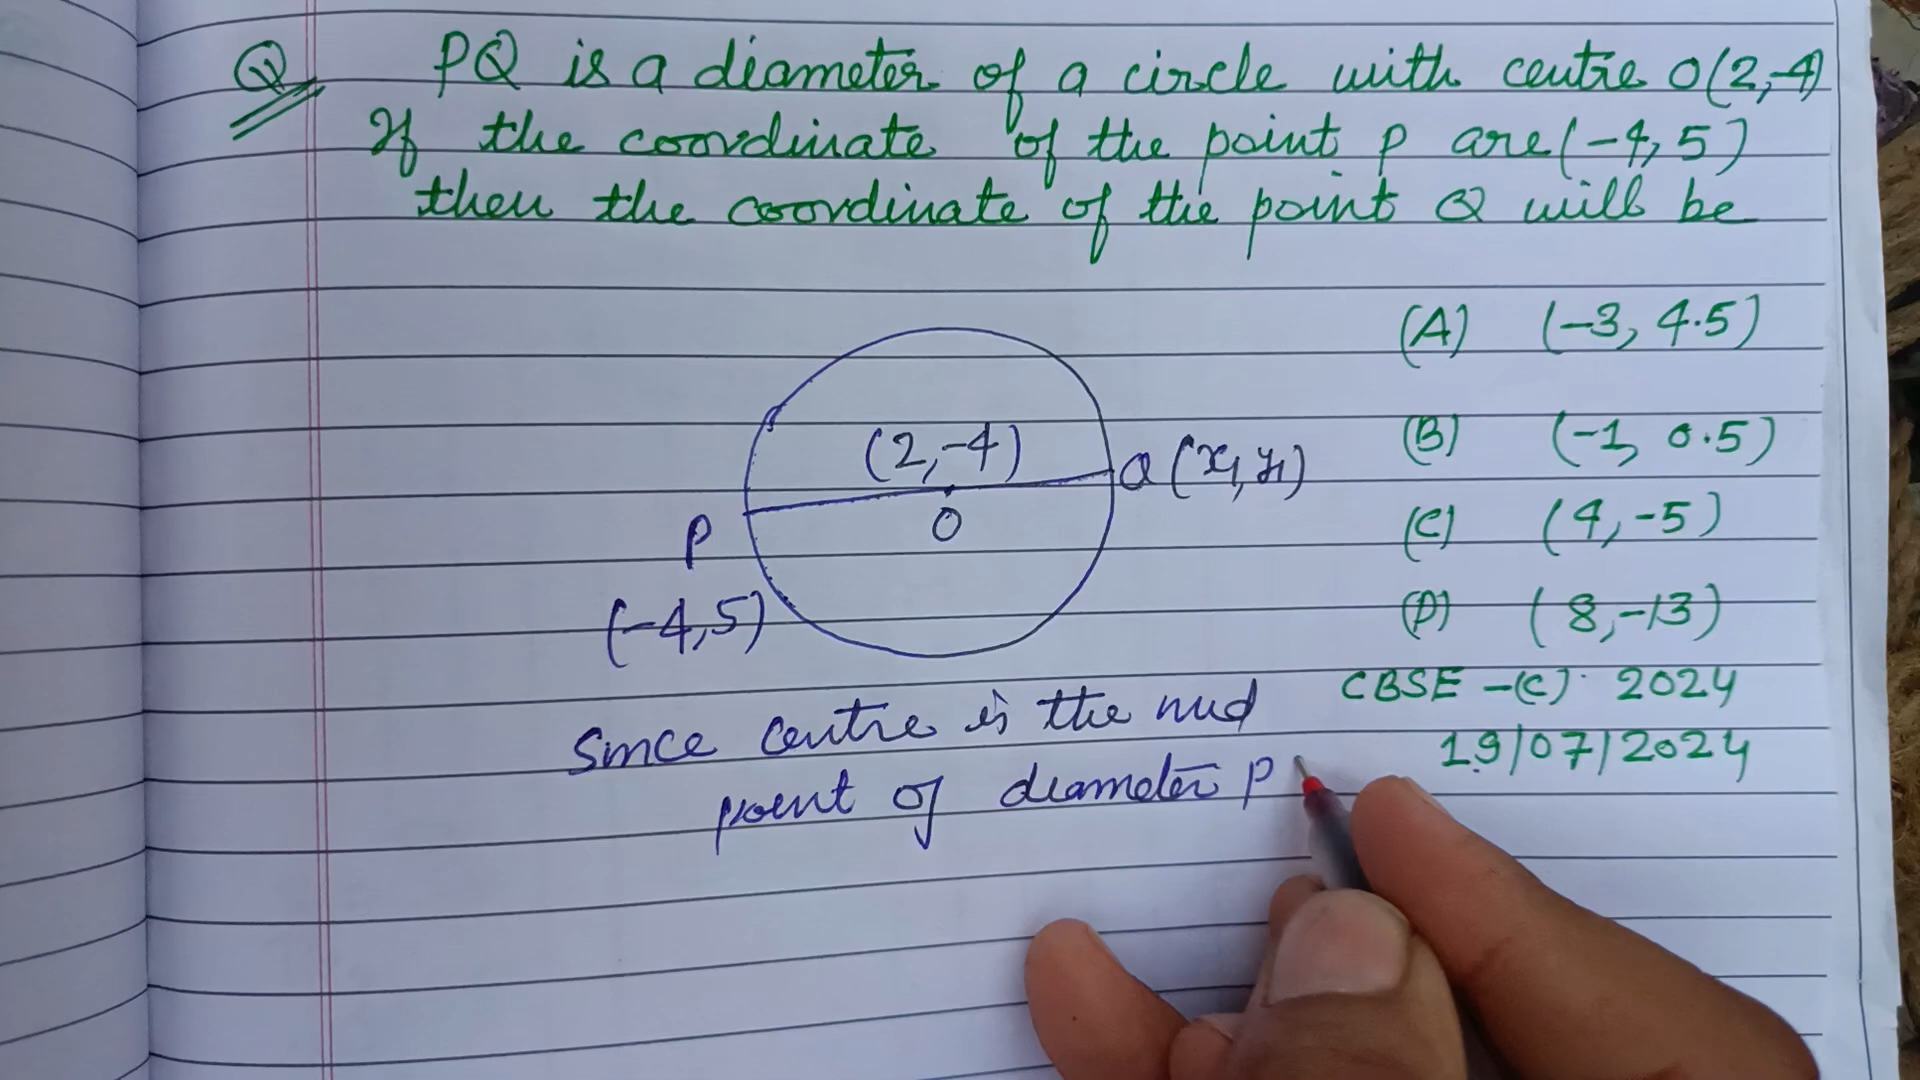 Q PQ is a diameter of a circle with centre O(2,-4)
If the coordinate of the point P are (-4, 5)
then the coordinate of the point Q will be
(A) (-3, 4.5)
(B) (-1, 0.5)
(C) (4, -5)
(D) (8, -13)
(2, -4)
Q (x1, y1)
O
P
(-4, 5)
CBSE -(C) 2024
19/07/2024
Since centre is the mid
point of diameter P